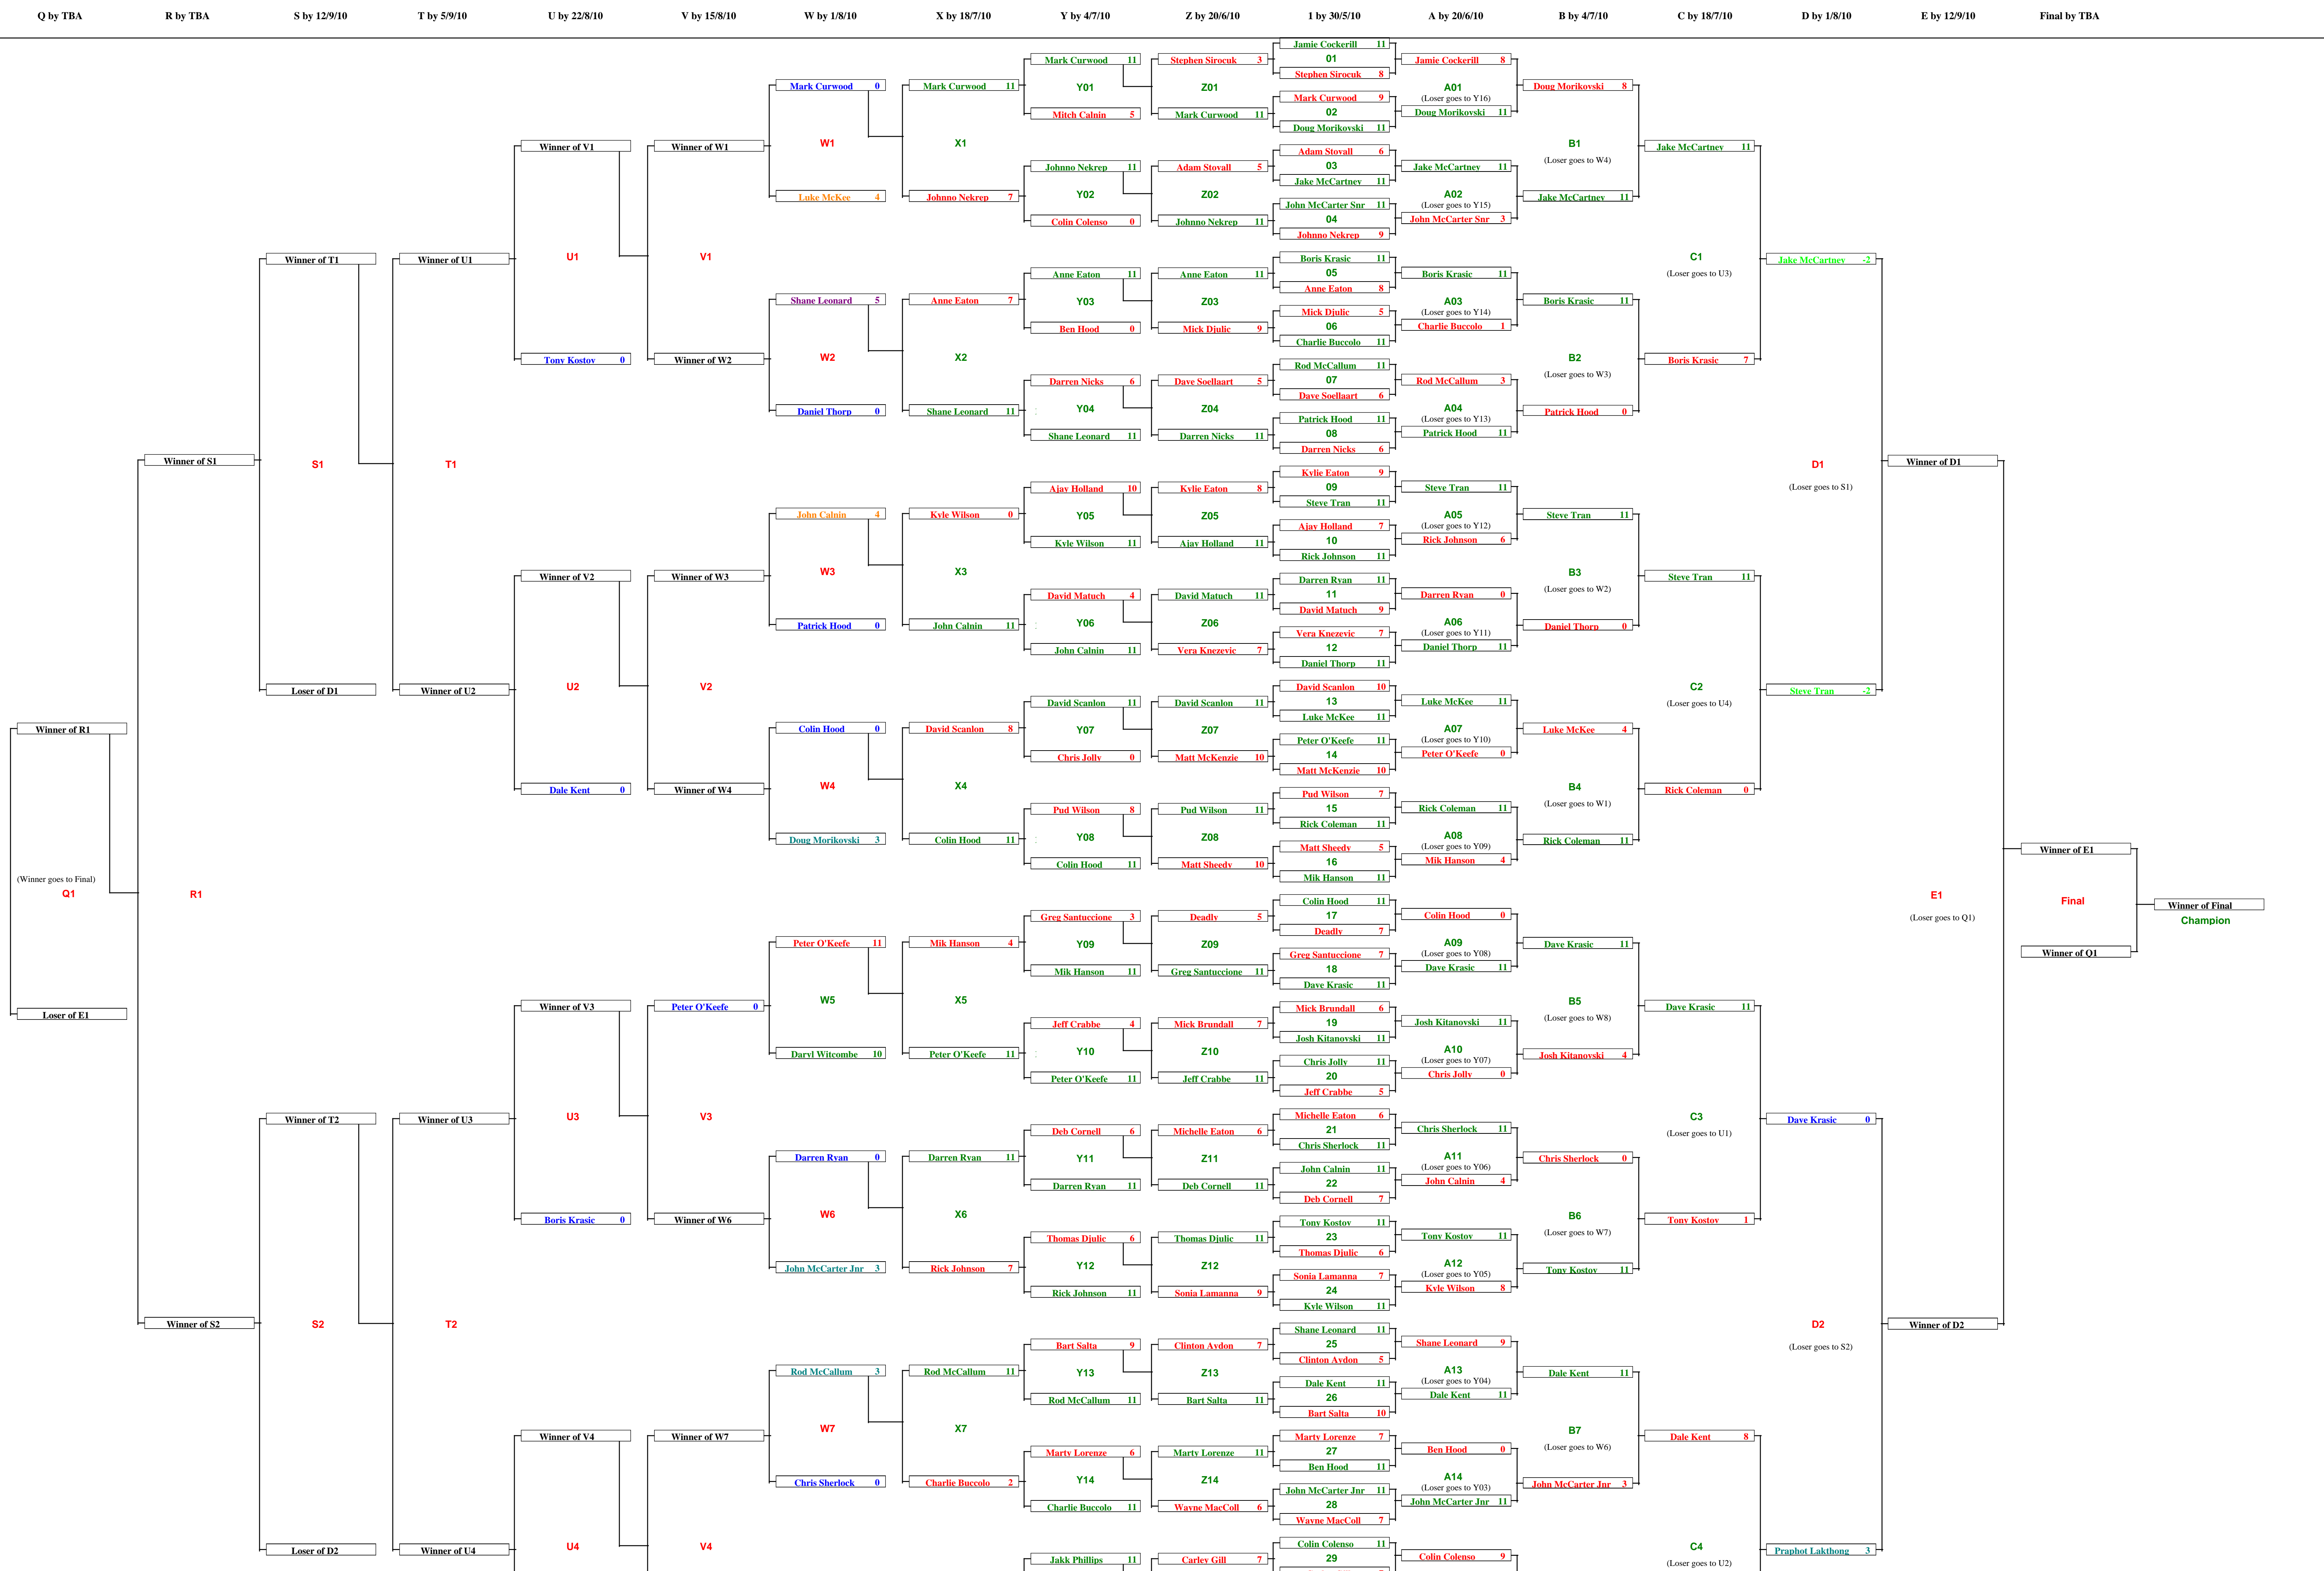 Q by TBA
R by TBA
S by 12/9/10
T by 5/9/10
U by 22/8/10
V by 15/8/10
W by 1/8/10
X by 18/7/10
Y by 4/7/10
Z by 20/6/10
1 by 30/5/10
A by 20/6/10
B by 4/7/10
C by 18/7/10
D by 1/8/10
E by 12/9/10
Final by TBA
Winner of R1
(Winner goes to Final)
Q1
Loser of E1
Winner of S1
R1
Winner of S2
Winner of T1
S1
Loser of D1
Winner of T2
S2
Loser of D2
Winner of U1
T1
Winner of U2
Winner of U3
T2
Winner of U4
Winner of V1
U1
Tony Kostov 0
Winner of V2
U2
Dale Kent 0
Winner of V3
U3
Boris Krasic 0
Winner of V4
U4
Winner of W1
V1
Winner of W2
Winner of W3
V2
Winner of W4
Peter O'Keefe 0
V3
Winner of W6
Winner of W7
V4
Mark Curwood 0
W1
Luke McKee 4
Shane Leonard 5
W2
Daniel Thorp 0
John Calnin 4
W3
Patrick Hood 0
Colin Hood 0
W4
Doug Morikovski 3
Peter O'Keefe 11
W5
Daryl Witcombe 10
Darren Ryan 0
W6
John McCarter Jnr 3
Rod McCallum 3
W7
Chris Sherlock 0
Mark Curwood 11
X1
Johnno Nekrep 7
Anne Eaton 7
X2
Shane Leonard 11
Kyle Wilson 0
X3
John Calnin 11
David Scanlon 8
X4
Colin Hood 11
Mik Hanson 4
X5
Peter O'Keefe 11
Darren Ryan 11
X6
Rick Johnson 7
Rod McCallum 11
X7
Charlie Buccolo 2
Mark Curwood 11
Y01
Mitch Calnin 5
Johnno Nekrep 11
Y02
Colin Colenso 0
Anne Eaton 11
Y03
Ben Hood 0
Darren Nicks 6
Y04
Shane Leonard 11
Ajay Holland 10
Y05
Kyle Wilson 11
David Matuch 4
Y06
John Calnin 11
David Scanlon 11
Y07
Chris Jolly 0
Pud Wilson 8
Y08
Colin Hood 11
Greg Santuccione 3
Y09
Mik Hanson 11
Jeff Crabbe 4
Y10
Peter O'Keefe 11
Deb Cornell 6
Y11
Darren Ryan 11
Thomas Djulic 6
Y12
Rick Johnson 11
Bart Salta 9
Y13
Rod McCallum 11
Marty Lorenze 6
Y14
Charlie Buccolo 11
Jakk Phillips 11
Stephen Sirocuk 3
Z01
Mark Curwood 11
Adam Stovall 5
Z02
Johnno Nekrep 11
Anne Eaton 11
Z03
Mick Djulic 9
Dave Soellaart 5
Z04
Darren Nicks 11
Kylie Eaton 8
Z05
Ajay Holland 11
David Matuch 11
Z06
Vera Knezevic 7
David Scanlon 11
Z07
Matt McKenzie 10
Pud Wilson 11
Z08
Matt Sheedy 10
Deadly 5
Z09
Greg Santuccione 11
Mick Brundall 7
Z10
Jeff Crabbe 11
Michelle Eaton 6
Z11
Deb Cornell 11
Thomas Djulic 11
Z12
Sonia Lamanna 9
Clinton Aydon 7
Z13
Bart Salta 11
Marty Lorenze 11
Z14
Wayne MacColl 6
Carley Gill 7
Jamie Cockerill 11
01
Stephen Sirocuk 8
Mark Curwood 9
02
Doug Morikovski 11
Adam Stovall 6
03
Jake McCartney 11
John McCarter Snr 11
04
Johnno Nekrep 9
Boris Krasic 11
05
Anne Eaton 8
Mick Djulic 5
06
Charlie Buccolo 11
Rod McCallum 11
07
Dave Soellaart 6
Patrick Hood 11
08
Darren Nicks 6
Kylie Eaton 9
09
Steve Tran 11
Ajay Holland 7
10
Rick Johnson 11
Darren Ryan 11
11
David Matuch 9
Vera Knezevic 7
12
Daniel Thorp 11
David Scanlon 10
13
Luke McKee 11
Peter O'Keefe 11
14
Matt McKenzie 10
Pud Wilson 7
15
Rick Coleman 11
Matt Sheedy 5
16
Mik Hanson 11
Colin Hood 11
17
Deadly 7
Greg Santuccione 7
18
Dave Krasic 11
Mick Brundall 6
19
Josh Kitanovski 11
Chris Jolly 11
20
Jeff Crabbe 5
Michelle Eaton 6
21
Chris Sherlock 11
John Calnin 11
22
Deb Cornell 7
Tony Kostov 11
23
Thomas Djulic 6
Sonia Lamanna 7
24
Kyle Wilson 11
Shane Leonard 11
25
Clinton Aydon 5
Dale Kent 11
26
Bart Salta 10
Marty Lorenze 7
27
Ben Hood 11
John McCarter Jnr 11
28
Wayne MacColl 7
Colin Colenso 11
29
Jamie Cockerill 8
A01
(Loser goes to Y16)
Doug Morikovski 11
Jake McCartney 11
A02
(Loser goes to Y15)
John McCarter Snr 3
Boris Krasic 11
A03
(Loser goes to Y14)
Charlie Buccolo 1
Rod McCallum 3
A04
(Loser goes to Y13)
Patrick Hood 11
Steve Tran 11
A05
(Loser goes to Y12)
Rick Johnson 6
Darren Ryan 0
A06
(Loser goes to Y11)
Daniel Thorp 11
Luke McKee 11
A07
(Loser goes to Y10)
Peter O'Keefe 0
Rick Coleman 11
A08
(Loser goes to Y09)
Mik Hanson 4
Colin Hood 0
A09
(Loser goes to Y08)
Dave Krasic 11
Josh Kitanovski 11
A10
(Loser goes to Y07)
Chris Jolly 0
Chris Sherlock 11
A11
(Loser goes to Y06)
John Calnin 4
Tony Kostov 11
A12
(Loser goes to Y05)
Kyle Wilson 8
Shane Leonard 9
A13
(Loser goes to Y04)
Dale Kent 11
Ben Hood 0
A14
(Loser goes to Y03)
John McCarter Jnr 11
Colin Colenso 9
Doug Morikovski 8
B1
(Loser goes to W4)
Jake McCartney 11
Boris Krasic 11
B2
(Loser goes to W3)
Patrick Hood 0
Steve Tran 11
B3
(Loser goes to W2)
Daniel Thorp 0
Luke McKee 4
B4
(Loser goes to W1)
Rick Coleman 11
Dave Krasic 11
B5
(Loser goes to W8)
Josh Kitanovski 4
Chris Sherlock 0
B6
(Loser goes to W7)
Tony Kostov 11
Dale Kent 11
B7
(Loser goes to W6)
John McCarter Jnr 3
Jake McCartney 11
C1
(Loser goes to U3)
Boris Krasic 7
Steve Tran 11
C2
(Loser goes to U4)
Rick Coleman 0
Dave Krasic 11
C3
(Loser goes to U1)
Tony Kostov 1
Dale Kent 8
C4
(Loser goes to U2)
Jake McCartney -2
D1
(Loser goes to S1)
Steve Tran -2
Dave Krasic 0
D2
(Loser goes to S2)
Praphot Lakthong 3
Winner of D1
E1
(Loser goes to Q1)
Winner of D2
Winner of E1
Final
Winner of Q1
Winner of Final
Champion